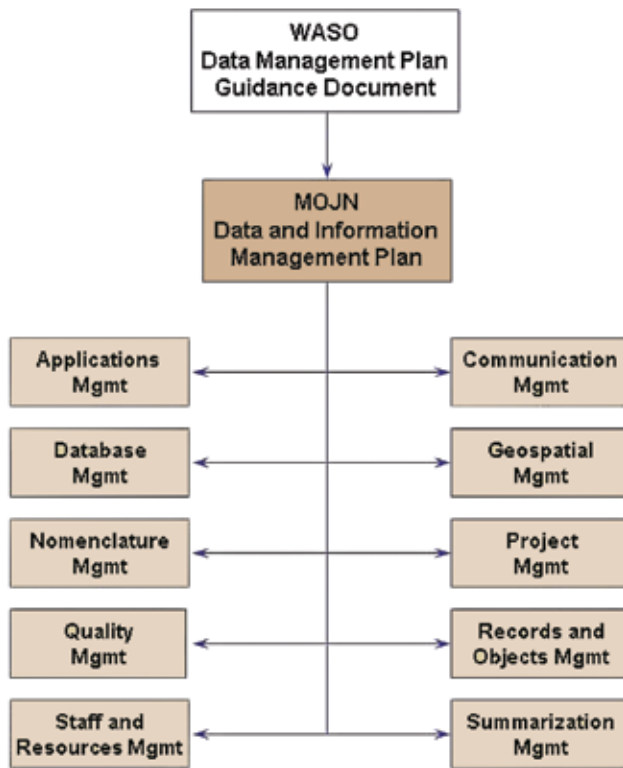 WASO
Data Management Plan
Guidance Document
MOJN
Data and Information
Management Plan
Applications
Mgmt
Communication
Mgmt
Database
Mgmt
Geospatial
Mgmt
Nomenclature
Mgmt
Project
Mgmt
Quality
Mgmt
Records and
Objects Mgmt
Staff and
Resources Mgmt
Summarization
Mgmt